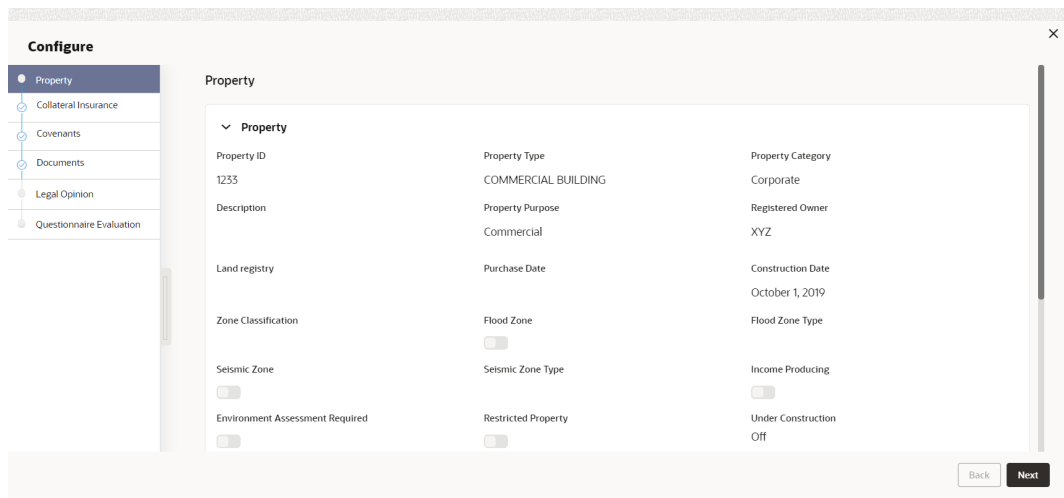 Configure
Property
Collateral Insurance
Covenants
Documents
Legal Opinion
Questionnaire Evaluation
Property
Property
Property ID Property Type Property Category
1233 COMMERCIAL BUILDING Corporate
Description Property Purpose Registered Owner
Commercial XYZ
Land registry Purchase Date Construction Date
October 1, 2019
Zone Classification Flood Zone Flood Zone Type
Seismic Zone Seismic Zone Type Income Producing
Environment Assessment Required Restricted Property Under Construction
Off
Back Next